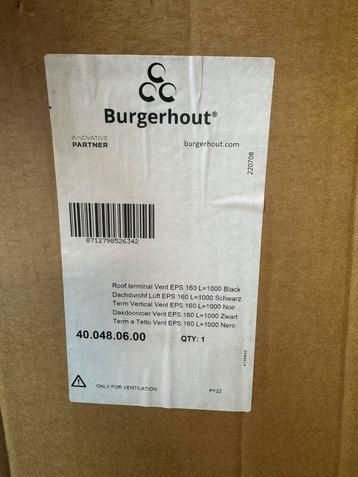 Burgerhout®
INNOVATIVE
PARTNER
burgerhout.com
220708
8712798526342
Roof terminal Vent EPS 160 L=1000 Black
Dachdurchf Lüft EPS 160 L=1000 Schwarz
Term Vertical Vent EPS 160 L=1000 Noir
Dakdoorvoer Vent EPS 160 L=1000 Zwart
Term a Tetto Vent EPS 160 L=1000 Nero
40.048.06.00
QTY: 1
ONLY FOR VENTILATION
PY22